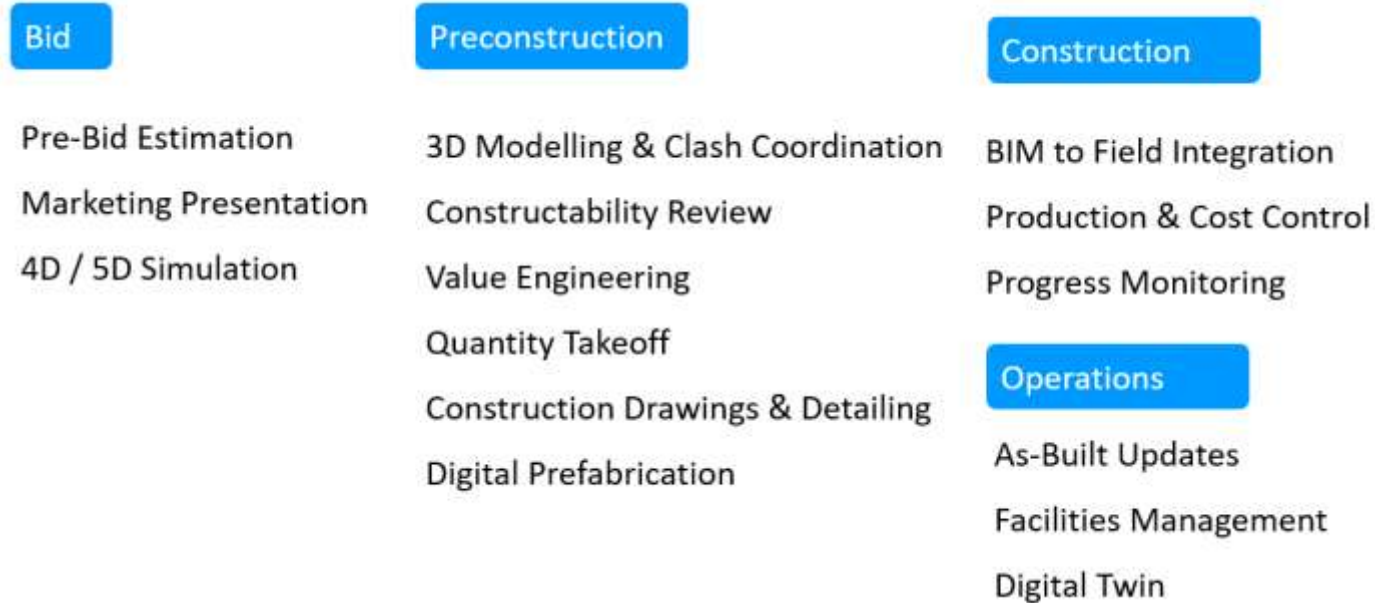 Bid
Pre-Bid Estimation
Marketing Presentation
4D / 5D Simulation
Preconstruction
3D Modelling & Clash Coordination
Constructability Review
Value Engineering
Quantity Takeoff
Construction Drawings & Detailing
Digital Prefabrication
Construction
BIM to Field Integration
Production & Cost Control
Progress Monitoring
Operations
As-Built Updates
Facilities Management
Digital Twin